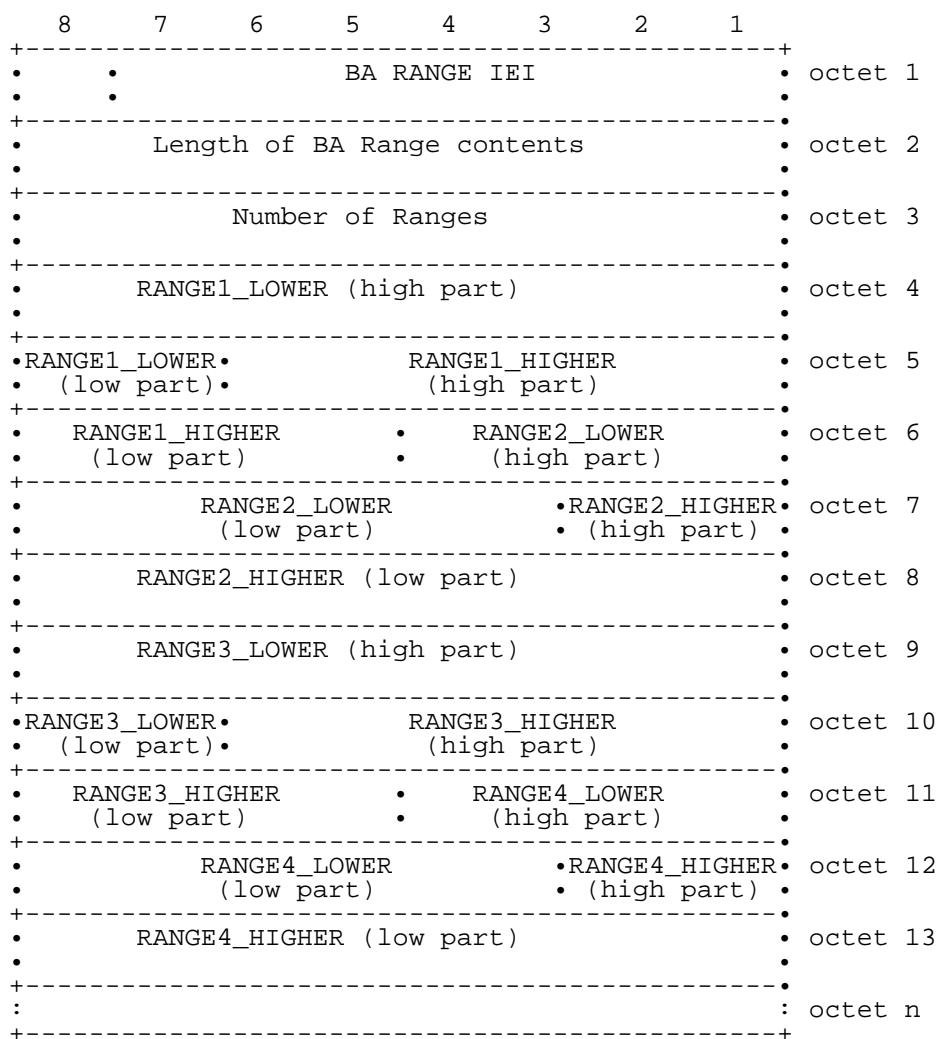 8 7 6 5 4 3 2 1
BA RANGE IEI octet 1
Length of BA Range contents octet 2
Number of Ranges octet 3
RANGE1_LOWER (high part) octet 4
RANGE1_LOWER RANGE1_HIGHER octet 5
(low part) (high part)
RANGE1_HIGHER RANGE2_LOWER octet 6
(low part) (high part)
RANGE2_LOWER RANGE2_HIGHER octet 7
(low part) (high part)
RANGE2_HIGHER (low part) octet 8
RANGE3_LOWER (high part) octet 9
RANGE3_LOWER RANGE3_HIGHER octet 10
(low part) (high part)
RANGE3_HIGHER RANGE4_LOWER octet 11
(low part) (high part)
RANGE4_LOWER RANGE4_HIGHER octet 12
(low part) (high part)
RANGE4_HIGHER (low part) octet 13
: : octet n